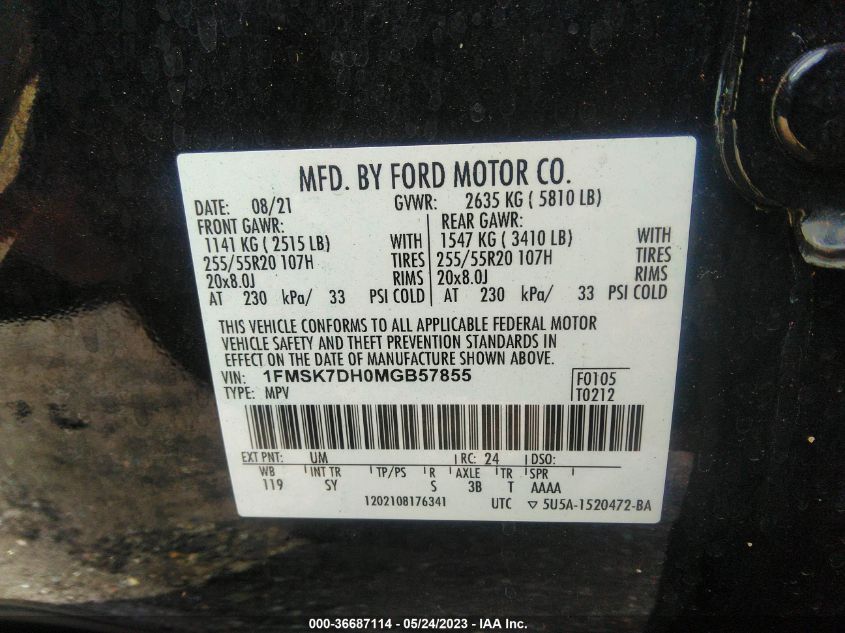 MFD. BY FORD MOTOR CO.
DATE: 08/21 GVWR: 2635 KG ( 5810 LB)
FRONT GAWR: REAR GAWR:
1141 KG ( 2515 LB) WITH 1547 KG ( 3410 LB) WITH
255/55R20 107H TIRES 255/55R20 107H TIRES
20x8.0J RIMS 20x8.0J RIMS
AT 230 kPa/ 33 PSI COLD AT 230 kPa/ 33 PSI COLD
THIS VEHICLE CONFORMS TO ALL APPLICABLE FEDERAL MOTOR
VEHICLE SAFETY AND THEFT PREVENTION STANDARDS IN
EFFECT ON THE DATE OF MANUFACTURE SHOWN ABOVE.
VIN: 1FMSK7DH0MGB57855 F0105
TYPE: MPV T0212
EXT PNT: UM RC: 24 DSO:
WB INT TR TP/PS R AXLE TR SPR
119 SY S 3B T AAAA
1202108176341 UTC ▽ 5U5A-1520472-BA
000-36687114 - 05/24/2023 - IAA Inc.